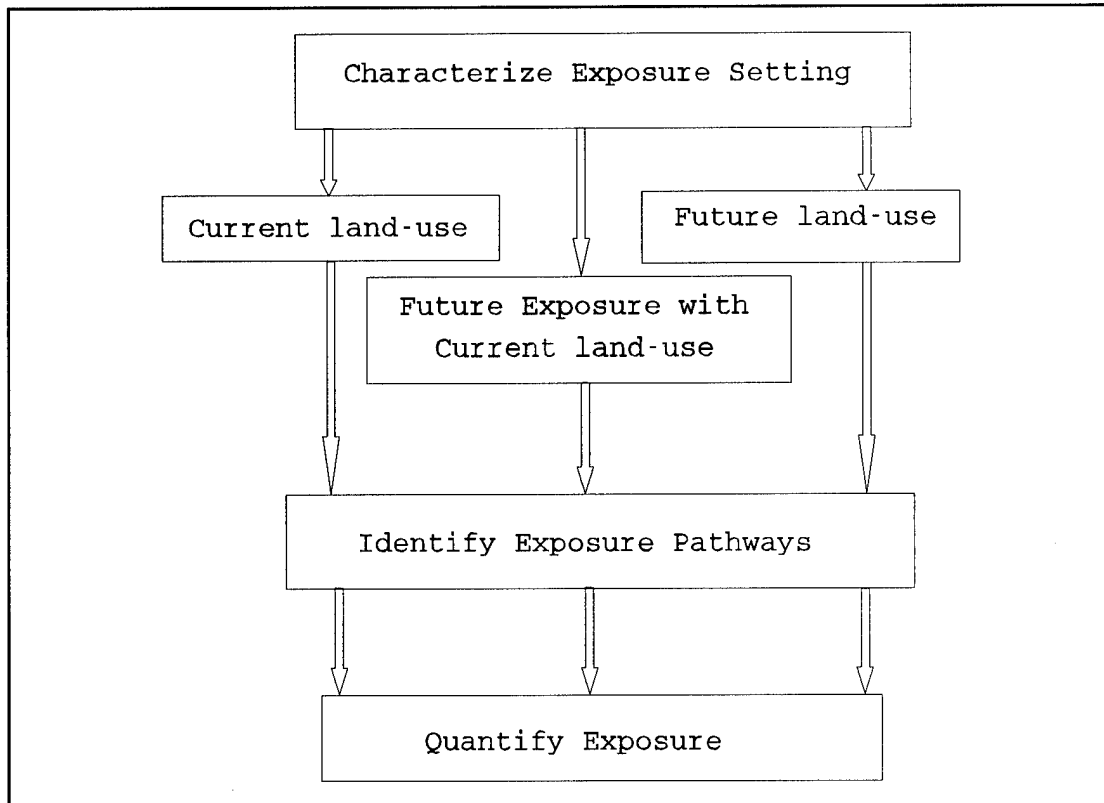 Characterize Exposure Setting
Current land-use
Future land-use
Future Exposure with
Current land-use
Identify Exposure Pathways
Quantify Exposure